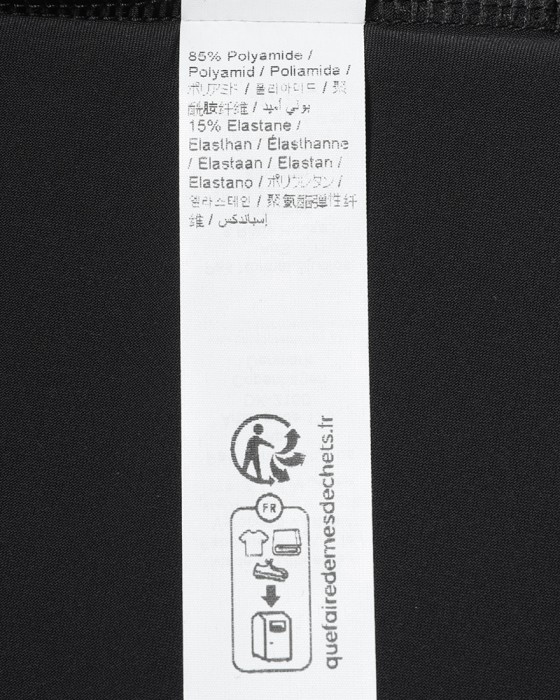 85% Polyamide /
Polyamid / Poliamida /
ポリアミド / 폴리아미드 / 聚
酰胺纤维 / بولي أميد
15% Elastane /
Elasthan / Élasthanne
/ Elastaan / Elastan /
Elastano / ポリウレタン /
엘라스테인 / 聚氨酯弹性纤
维 / إسباندكس
FR
quefairedemesdechets.fr